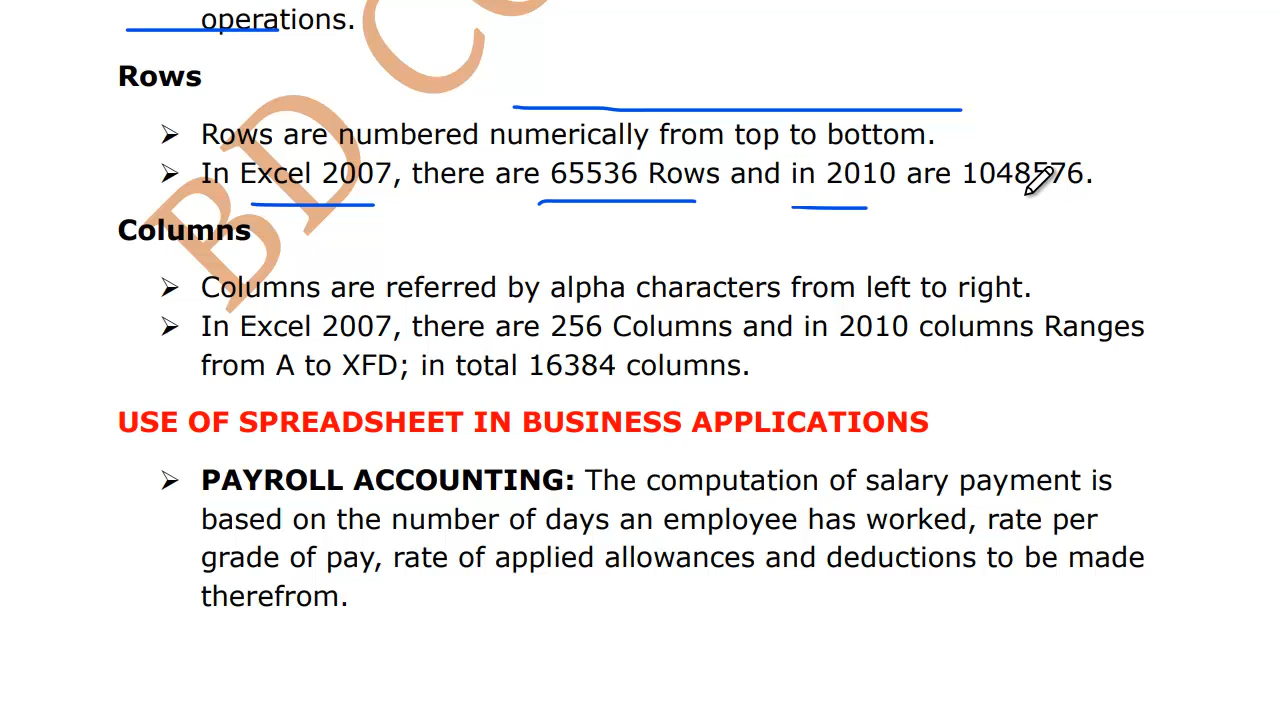 operations.
Rows
➢ Rows are numbered numerically from top to bottom.
➢ In Excel 2007, there are 65536 Rows and in 2010 are 1048576.
Columns
➢ Columns are referred by alpha characters from left to right.
➢ In Excel 2007, there are 256 Columns and in 2010 columns Ranges
from A to XFD; in total 16384 columns.
USE OF SPREADSHEET IN BUSINESS APPLICATIONS
➢ PAYROLL ACCOUNTING: The computation of salary payment is
based on the number of days an employee has worked, rate per
grade of pay, rate of applied allowances and deductions to be made
therefrom.
BD C